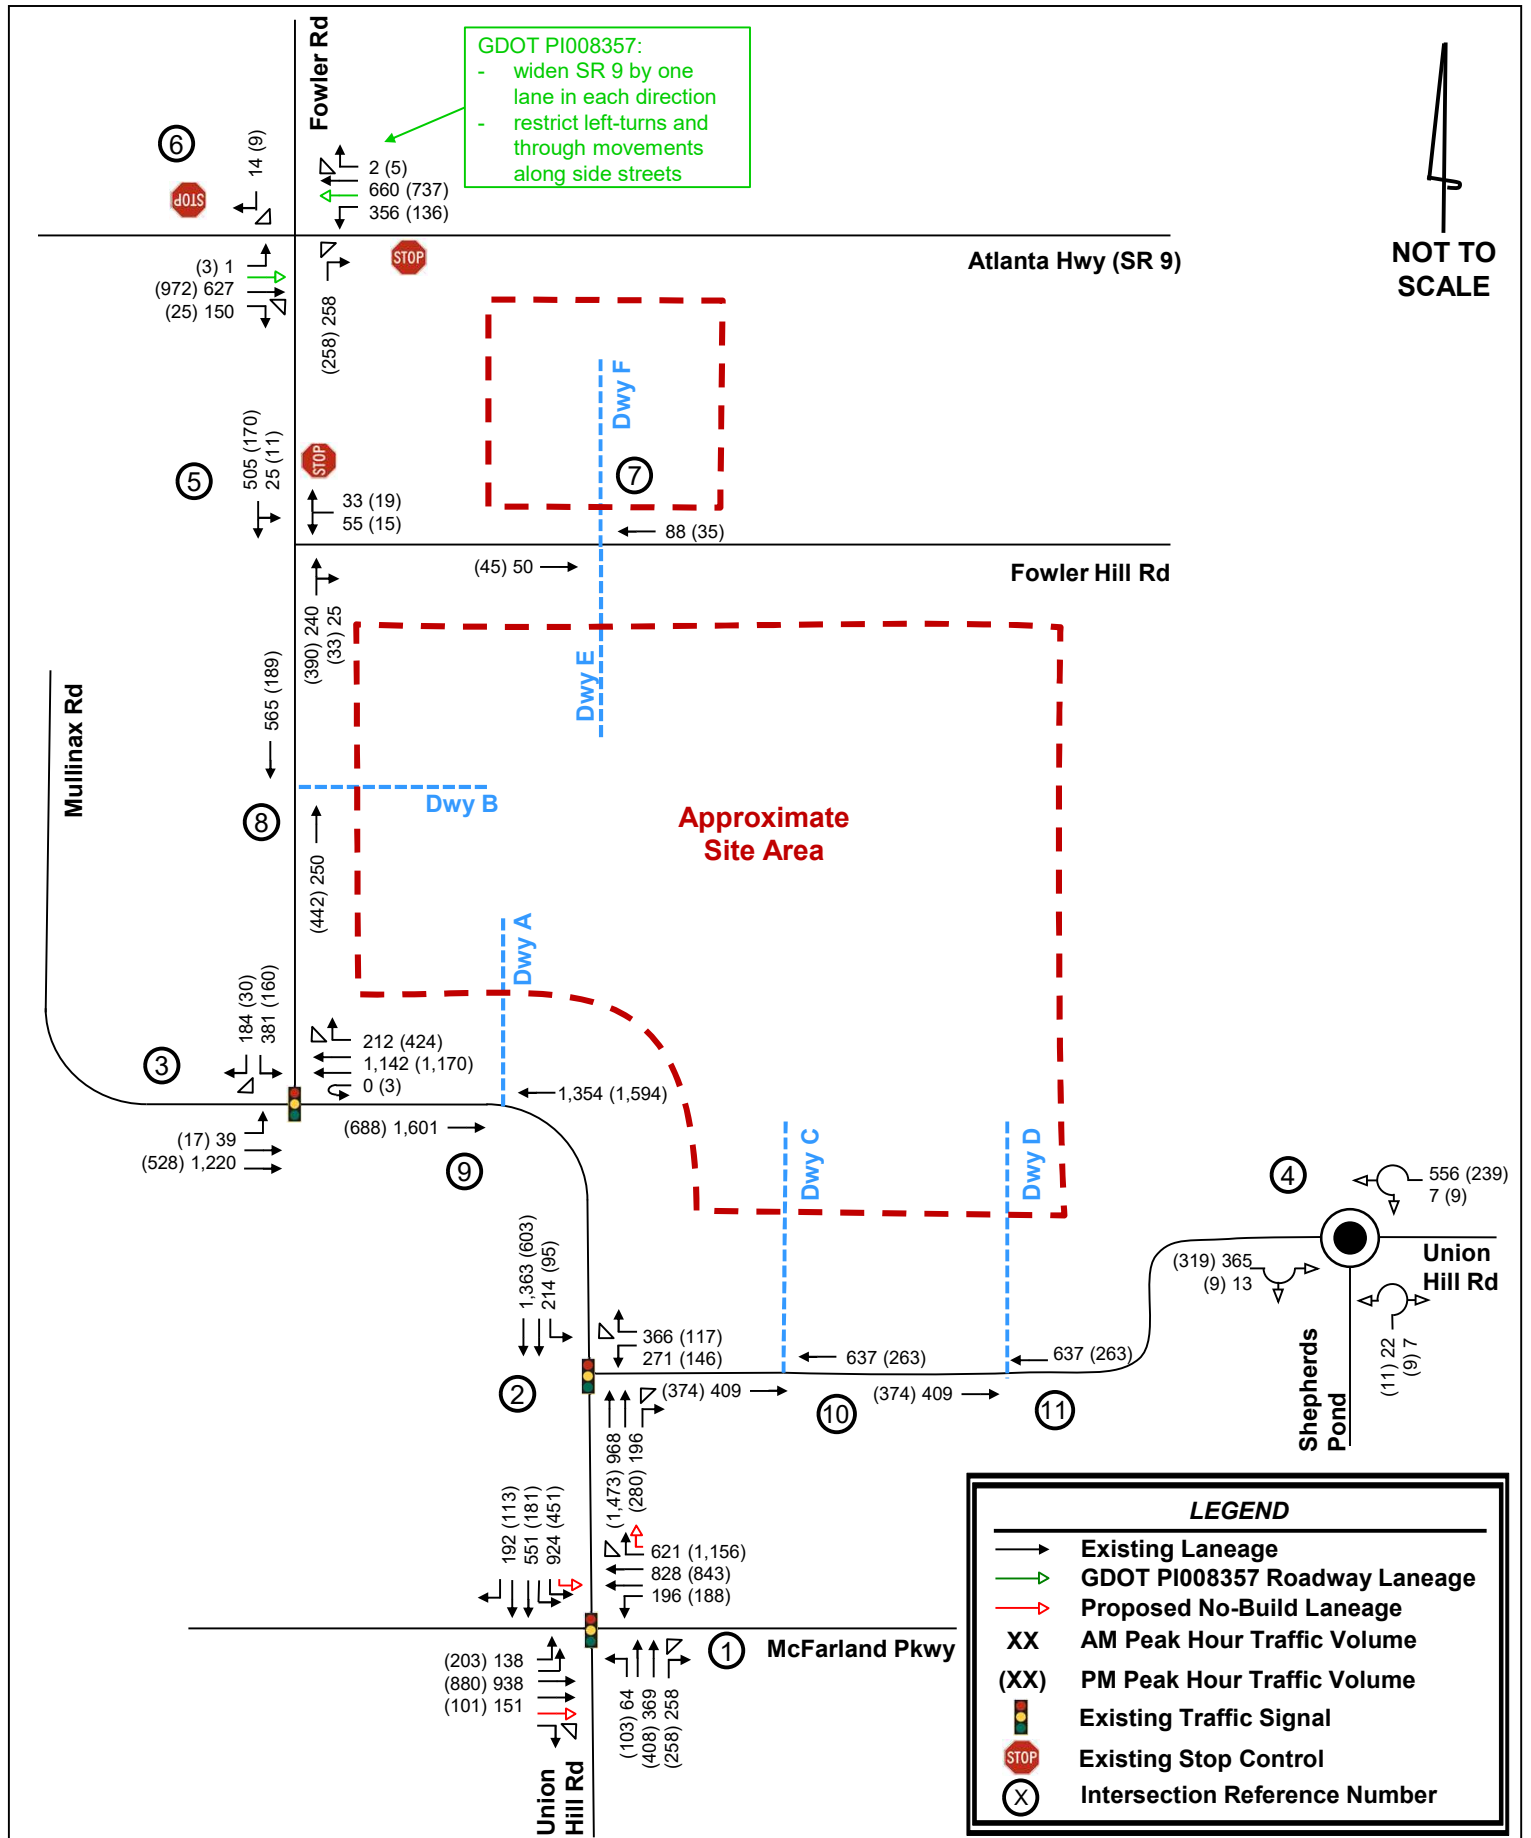 Fowler Rd
GDOT PI008357:
- widen SR 9 by one
lane in each direction
- restrict left-turns and
through movements
along side streets
6
14 (9)
STOP
2 (5)
660 (737)
356 (136)
NOT TO
SCALE
Atlanta Hwy (SR 9)
STOP
(3) 1
(972) 627
(25) 150
(258) 258
Dwy F
505 (170)
25 (11)
5
STOP
7
33 (19)
55 (15)
88 (35)
(45) 50
Fowler Hill Rd
(390) 240
(33) 25
Dwy E
565 (189)
Mullinax Rd
Dwy B
8
Approximate
Site Area
(442) 250
Dwy A
184 (30)
381 (160)
3
212 (424)
1,142 (1,170)
0 (3)
1,354 (1,594)
(688) 1,601
(17) 39
(528) 1,220
9
Dwy C
Dwy D
4
556 (239)
7 (9)
Union
Hill Rd
(319) 365
(9) 13
(11) 22
(9) 7
Shepherds
Pond
1,363 (603)
214 (95)
366 (117)
271 (146)
637 (263)
637 (263)
2
(374) 409
(374) 409
10
11
(1,473) 968
(280) 196
192 (113)
551 (181)
924 (451)
621 (1,156)
828 (843)
196 (188)
1
McFarland Pkwy
(203) 138
(880) 938
(101) 151
(103) 64
(408) 369
(258) 258
Union
Hill Rd
LEGEND
Existing Laneage
GDOT PI008357 Roadway Laneage
Proposed No-Build Laneage
XX AM Peak Hour Traffic Volume
(XX) PM Peak Hour Traffic Volume
Existing Traffic Signal
STOP Existing Stop Control
X Intersection Reference Number